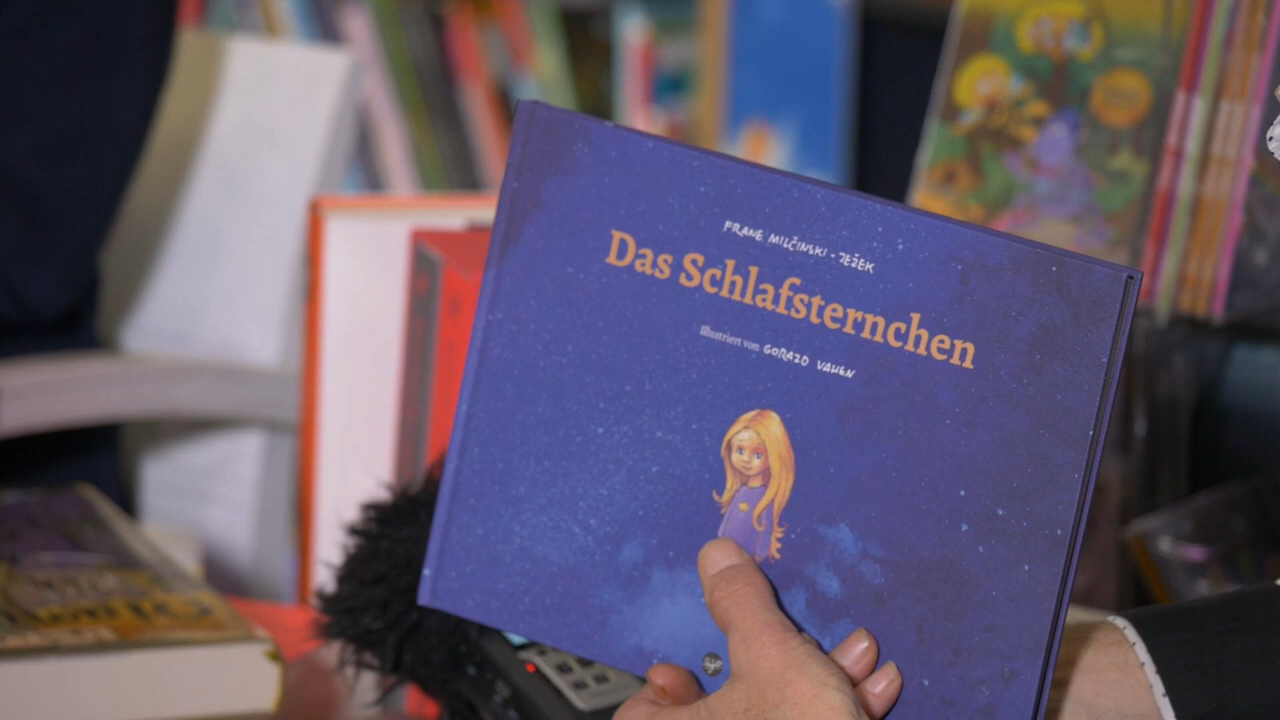 FRANE MILČINSKI - JEŽEK
Das Schlafsternchen
Illustriert von GORAZD VAHEN